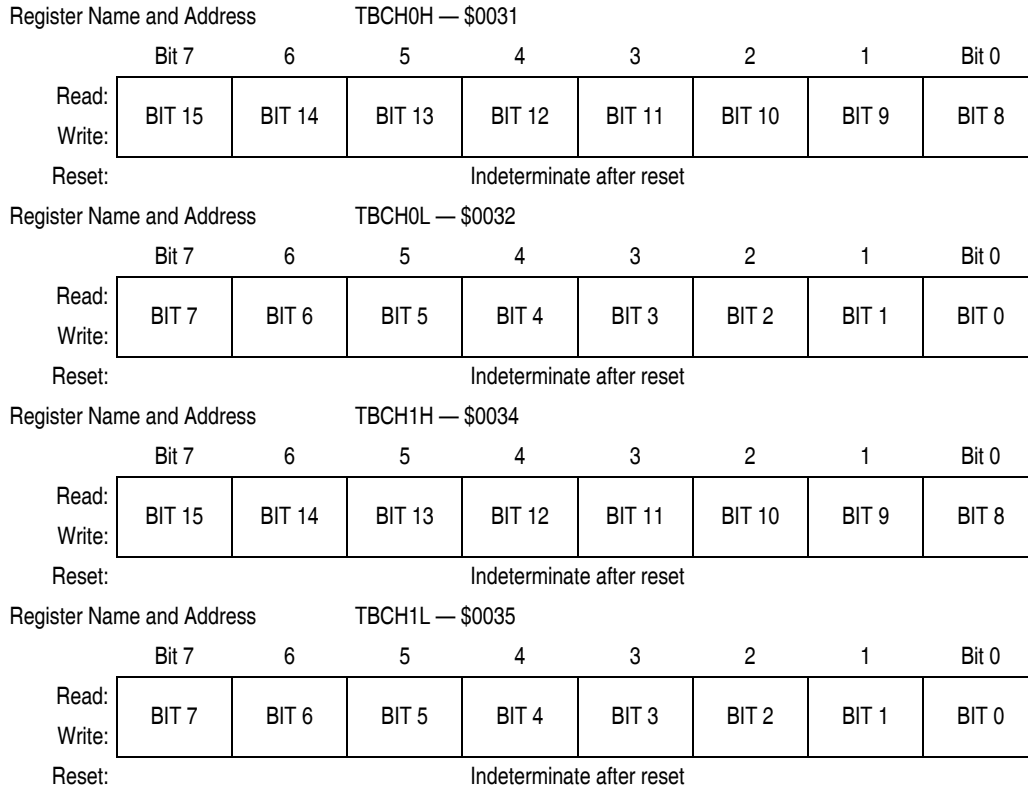 Register Name and Address TBCH0H — $0031
Bit 7 6 5 4 3 2 1 Bit 0
Read:
BIT 15 BIT 14 BIT 13 BIT 12 BIT 11 BIT 10 BIT 9 BIT 8
Write:
Reset: Indeterminate after reset
Register Name and Address TBCH0L — $0032
Bit 7 6 5 4 3 2 1 Bit 0
Read:
BIT 7 BIT 6 BIT 5 BIT 4 BIT 3 BIT 2 BIT 1 BIT 0
Write:
Reset: Indeterminate after reset
Register Name and Address TBCH1H — $0034
Bit 7 6 5 4 3 2 1 Bit 0
Read:
BIT 15 BIT 14 BIT 13 BIT 12 BIT 11 BIT 10 BIT 9 BIT 8
Write:
Reset: Indeterminate after reset
Register Name and Address TBCH1L — $0035
Bit 7 6 5 4 3 2 1 Bit 0
Read:
BIT 7 BIT 6 BIT 5 BIT 4 BIT 3 BIT 2 BIT 1 BIT 0
Write:
Reset: Indeterminate after reset